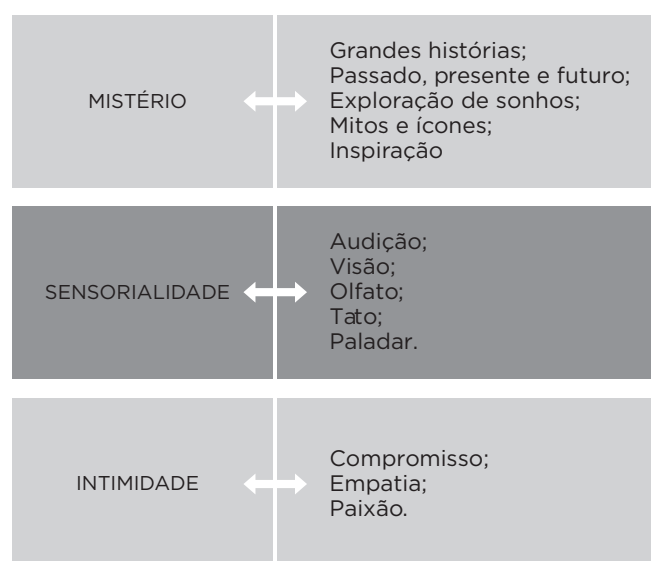 MISTÉRIO
Grandes histórias;
Passado, presente e futuro;
Exploração de sonhos;
Mitos e ícones;
Inspiração
SENSORIALIDADE
Audição;
Visão;
Olfato;
Tato;
Paladar.
INTIMIDADE
Compromisso;
Empatia;
Paixão.